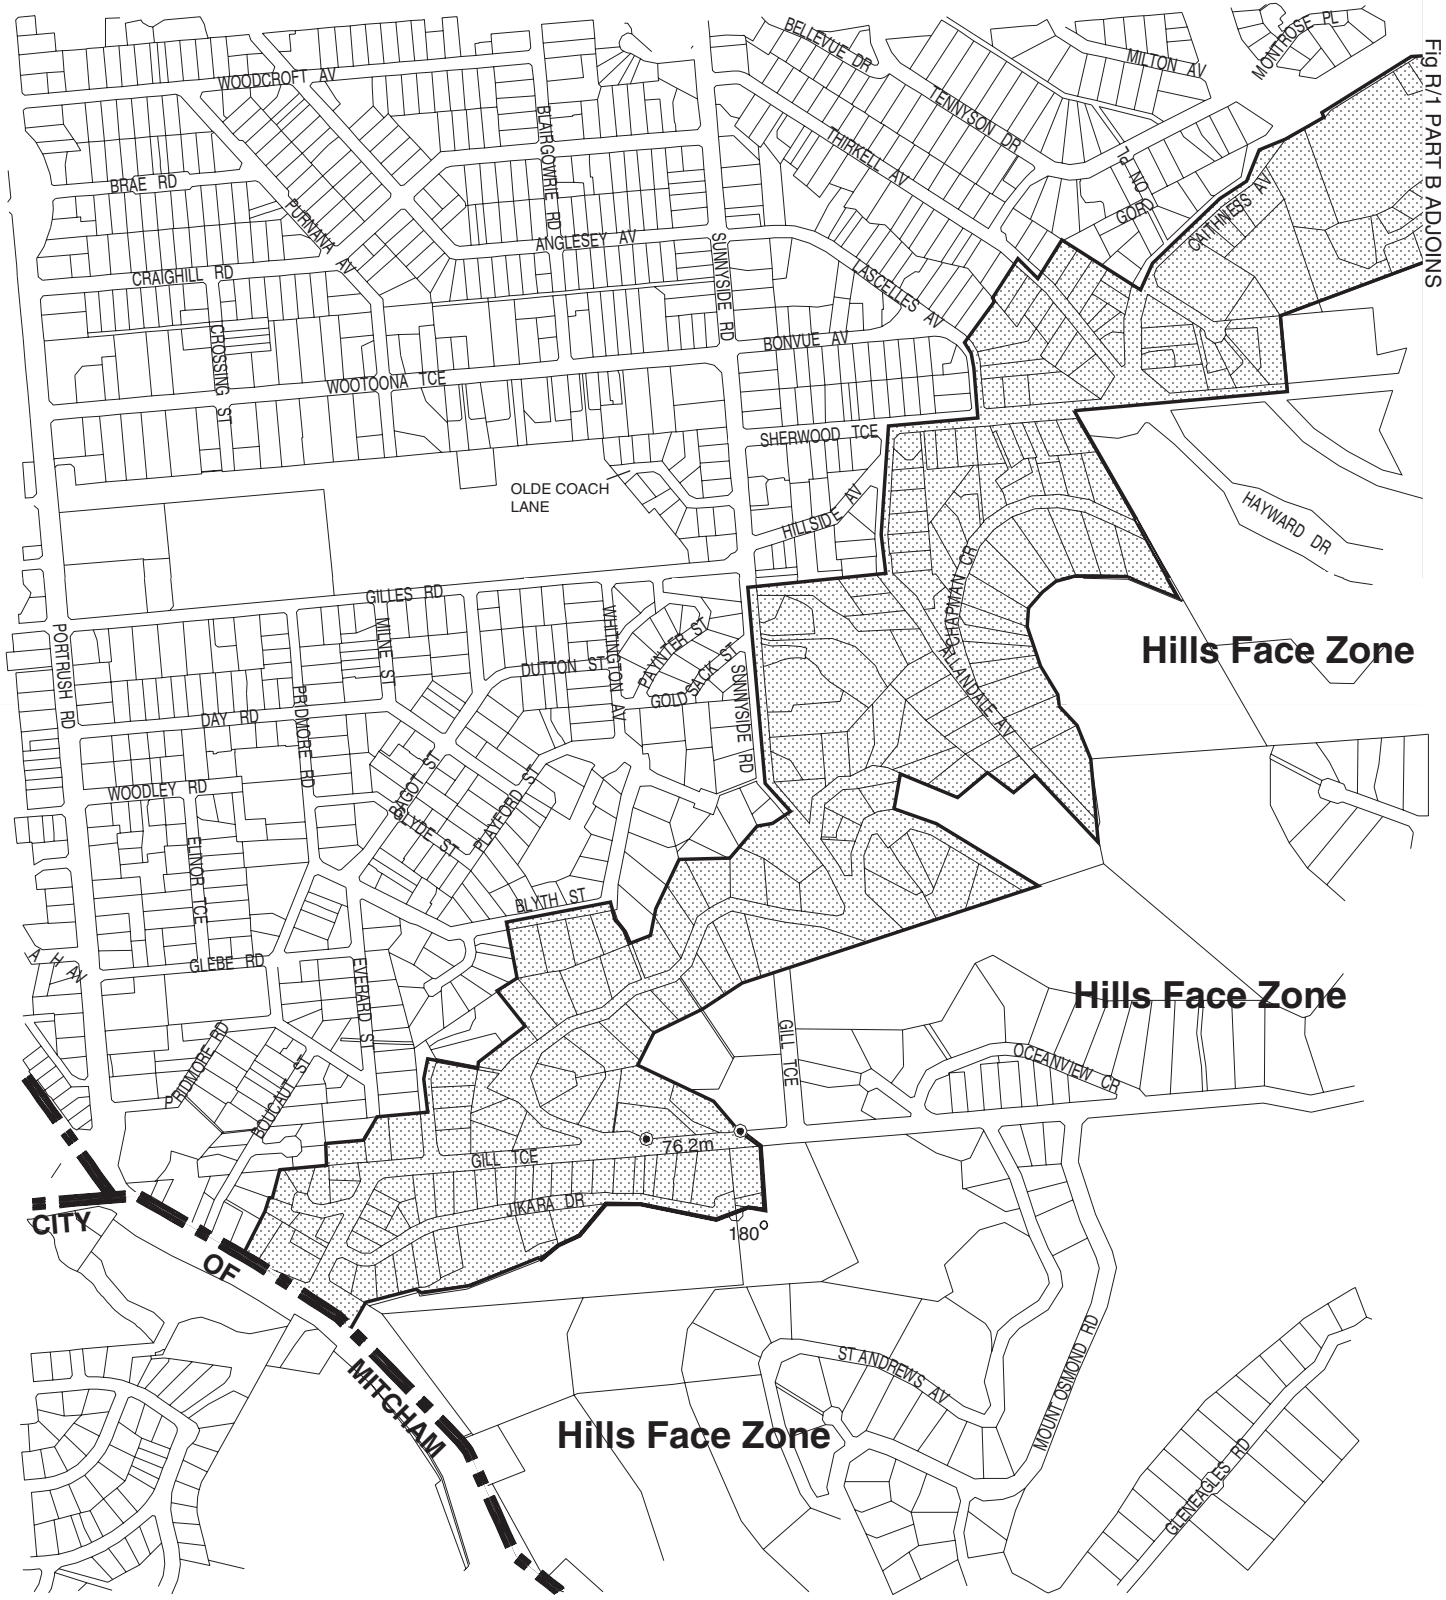 MONTROSE PL
BELLEVUE DR
MILTON AV
WOODCROFT AV
Fig R/1 PART B ADJOINS
TENNYSON DR
BLAIRGOWRIE RD
THIRKELL AV
GORDON PL
BRAE RD
CAITHNESS AV
PURNANA AV
ANGLESEY AV
SUNNYSIDE RD
CRAIGHILL RD
LASCELLES AV
CROSSING ST
BONVUE AV
WOOTOONA TCE
SHERWOOD TCE
OLDE COACH
LANE
HILLSIDE AV
HAYWARD DR
CHAPMAN CR
GILLES RD
MILNE ST
WHITINGTON AV
PAYNTER ST
PORTRUSH RD
Hills Face Zone
DUTTON ST
GOLDSACK ST
SUNNYSIDE RD
ALLANDALE AV
PRIDMORE RD
DAY RD
BAGOT ST
WOODLEY RD
PLAYFORD ST
GLYDE ST
ELINOR TCE
BLYTH ST
A H AV
GLEBE RD
EVERARD ST
Hills Face Zone
PRIDMORE RD
GILL TCE
OCEANVIEW CR
BOUCAUT ST
76.2m
GILL TCE
JIKARA DR
CITY
180°
OF
MITCHAM
ST ANDREWS AV
MOUNT OSMOND RD
Hills Face Zone
GLENEAGLES RD